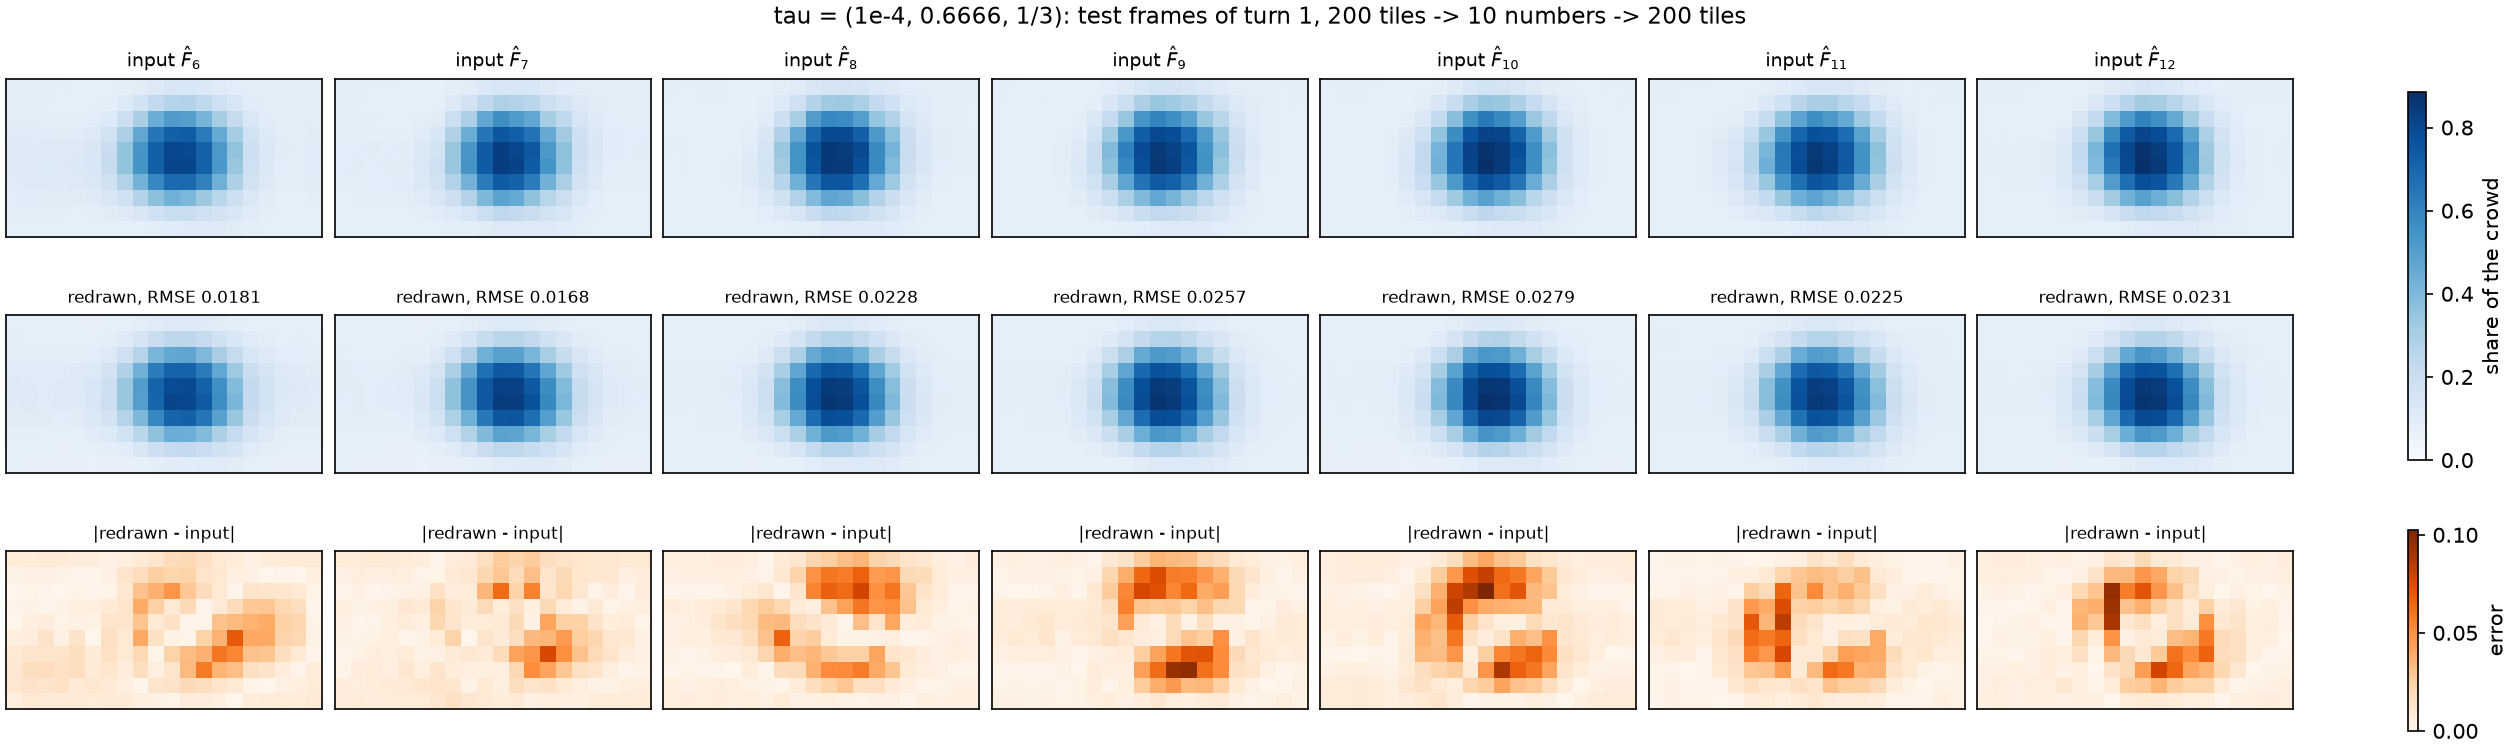 tau = (1e-4, 0.6666, 1/3): test frames of turn 1, 200 tiles -> 10 numbers -> 200 tiles
input F̂₆
input F̂₇
input F̂₈
input F̂₉
input F̂₁₀
input F̂₁₁
input F̂₁₂
redrawn, RMSE 0.0181
redrawn, RMSE 0.0168
redrawn, RMSE 0.0228
redrawn, RMSE 0.0257
redrawn, RMSE 0.0279
redrawn, RMSE 0.0225
redrawn, RMSE 0.0231
0.8
0.6
0.4
0.2
0.0
share of the crowd
|redrawn - input|
|redrawn - input|
|redrawn - input|
|redrawn - input|
|redrawn - input|
|redrawn - input|
|redrawn - input|
0.10
0.05
0.00
error